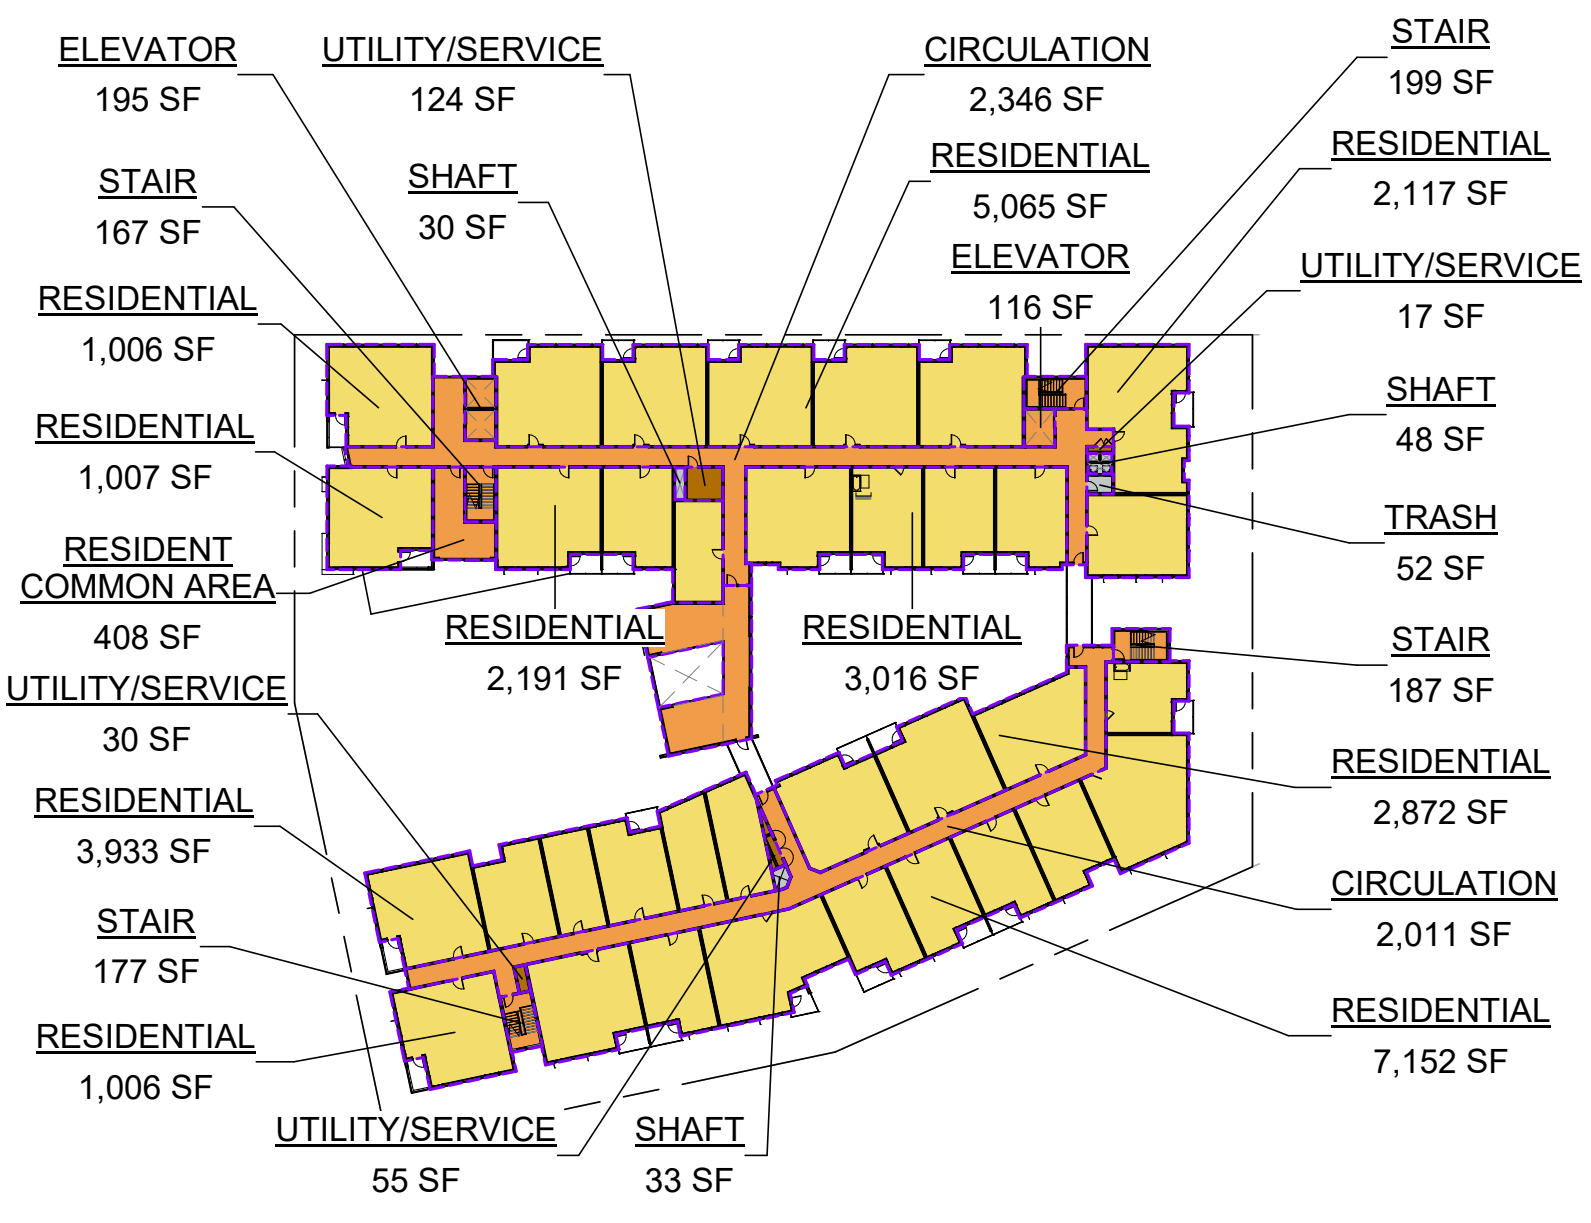 ELEVATOR
195 SF
UTILITY/SERVICE
124 SF
CIRCULATION
2,346 SF
STAIR
199 SF
STAIR
167 SF
SHAFT
30 SF
RESIDENTIAL
5,065 SF
RESIDENTIAL
2,117 SF
ELEVATOR
116 SF
UTILITY/SERVICE
17 SF
RESIDENTIAL
1,006 SF
SHAFT
48 SF
RESIDENTIAL
1,007 SF
TRASH
52 SF
RESIDENT
COMMON AREA
408 SF
RESIDENTIAL
2,191 SF
RESIDENTIAL
3,016 SF
STAIR
187 SF
UTILITY/SERVICE
30 SF
RESIDENTIAL
2,872 SF
RESIDENTIAL
3,933 SF
CIRCULATION
2,011 SF
STAIR
177 SF
RESIDENTIAL
7,152 SF
RESIDENTIAL
1,006 SF
UTILITY/SERVICE
55 SF
SHAFT
33 SF